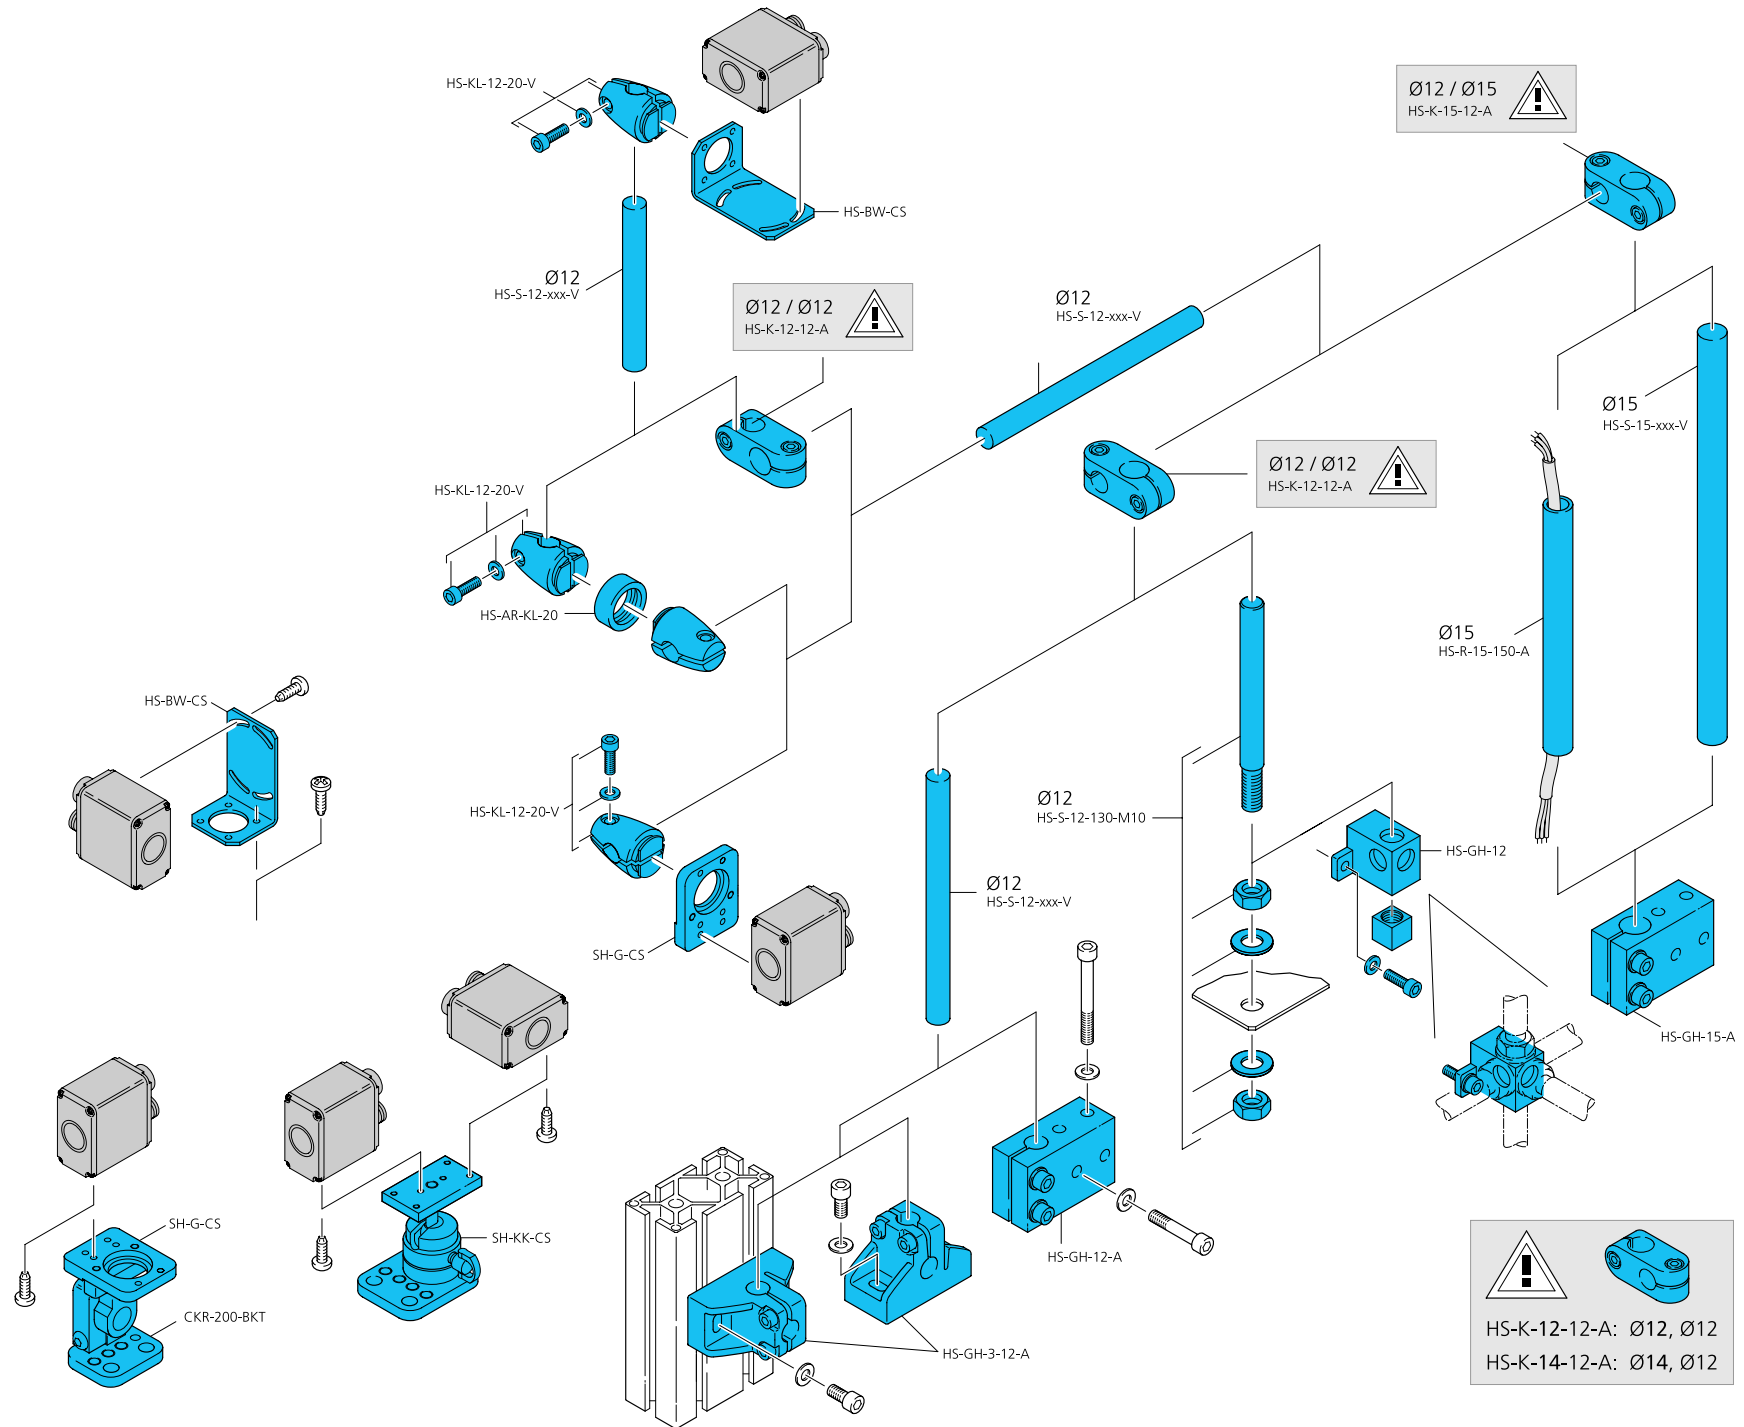 HS-KL-12-20-V
Ø12 / Ø15
HS-K-15-12-A
HS-BW-CS
Ø12
HS-S-12-xxx-V
Ø12 / Ø12
HS-K-12-12-A
Ø12
HS-S-12-xxx-V
Ø15
HS-S-15-xxx-V
Ø12 / Ø12
HS-K-12-12-A
HS-KL-12-20-V
HS-AR-KL-20
Ø15
HS-R-15-150-A
HS-BW-CS
HS-KL-12-20-V
Ø12
HS-S-12-130-M10
HS-GH-12
Ø12
HS-S-12-xxx-V
SH-G-CS
HS-GH-15-A
SH-G-CS
SH-KK-CS
HS-GH-12-A
CKR-200-BKT
HS-GH-3-12-A
HS-K-12-12-A: Ø12, Ø12
HS-K-14-12-A: Ø14, Ø12